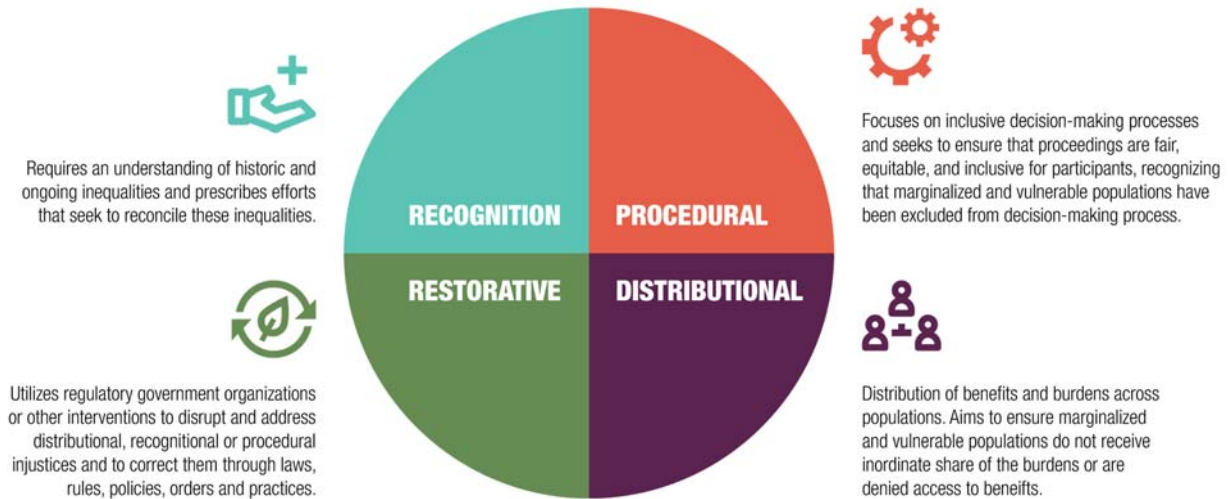 Requires an understanding of historic and
ongoing inequalities and prescribes efforts
that seek to reconcile these inequalities.
RECOGNITION
PROCEDURAL
Focuses on inclusive decision-making processes
and seeks to ensure that proceedings are fair,
equitable, and inclusive for participants, recognizing
that marginalized and vulnerable populations have
been excluded from decision-making process.
RESTORATIVE
DISTRIBUTIONAL
Utilizes regulatory government organizations
or other interventions to disrupt and address
distributional, recognitional or procedural
injustices and to correct them through laws,
rules, policies, orders and practices.
Distribution of benefits and burdens across
populations. Aims to ensure marginalized
and vulnerable populations do not receive
inordinate share of the burdens or are
denied access to beneifts.